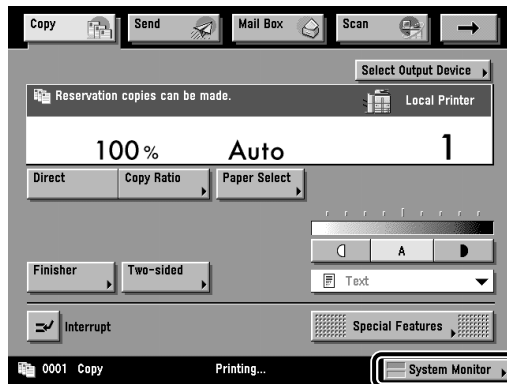 Copy
Send
Mail Box
Scan
Select Output Device
Reservation copies can be made.
Local Printer
100 %
Auto
1
Direct
Copy Ratio
Paper Select
A
Finisher
Two-sided
Text
Interrupt
Special Features
0001 Copy
Printing...
System Monitor